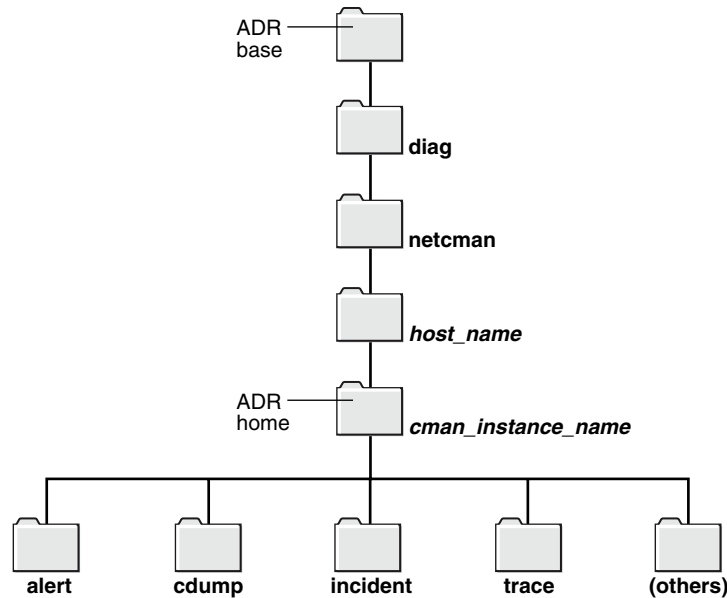 ADR
base
diag
netcman
host_name
ADR
home
cman_instance_name
alert
cdump
incident
trace
(others)